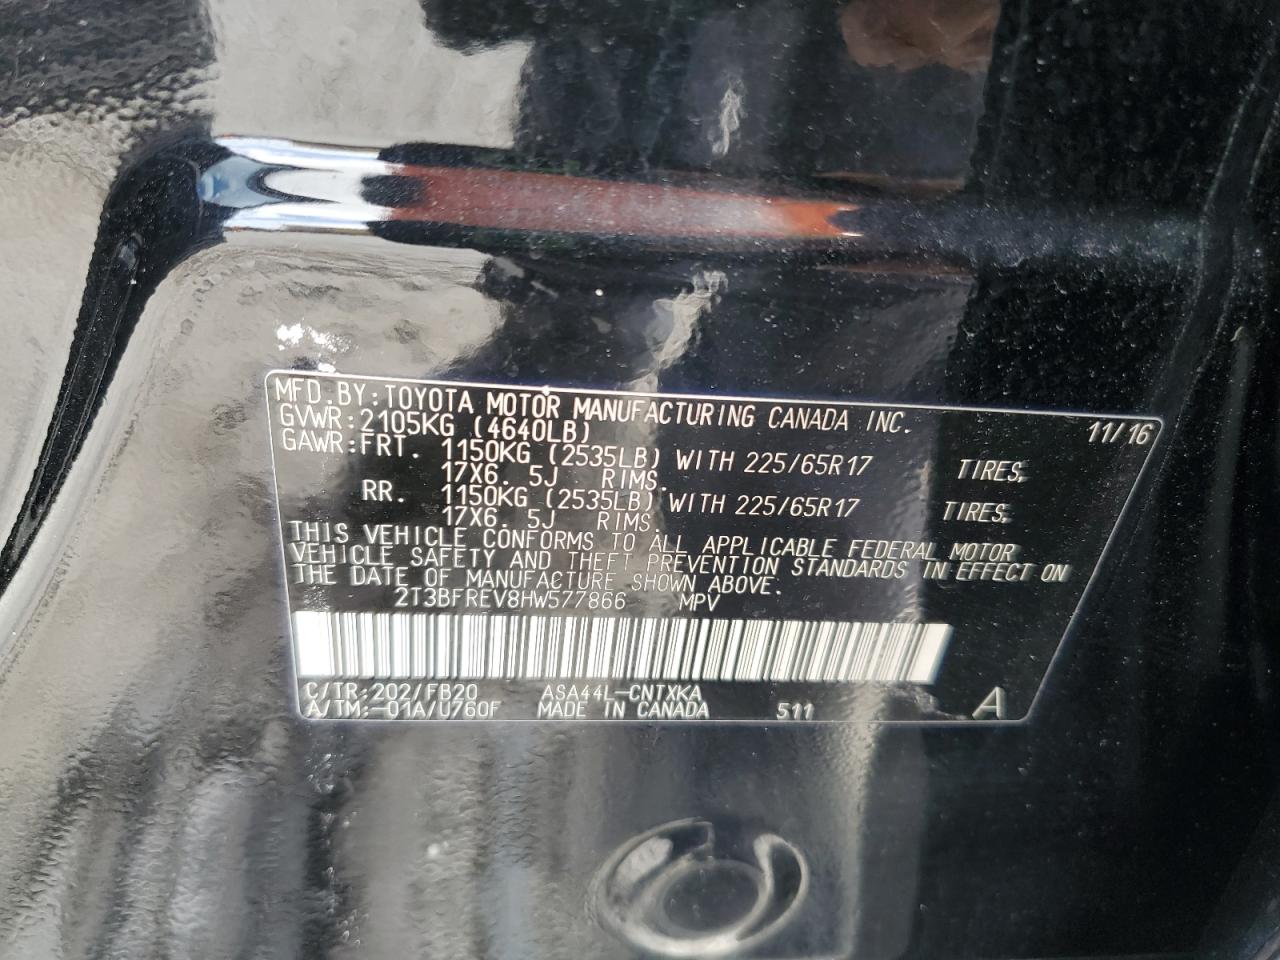 MFD.BY:TOYOTA MOTOR MANUFACTURING CANADA INC. 11/16
GVWR:2105KG (4640LB)
GAWR:FRT. 1150KG (2535LB) WITH 225/65R17 TIRES,
17X6. 5J RIMS.
RR. 1150KG (2535LB) WITH 225/65R17 TIRES,
17X6. 5J RIMS.
THIS VEHICLE CONFORMS TO ALL APPLICABLE FEDERAL MOTOR
VEHICLE SAFETY AND THEFT PREVENTION STANDARDS IN EFFECT ON
THE DATE OF MANUFACTURE SHOWN ABOVE.
2T3BFREV8HW577866 MPV
C/TR:202/FB20 ASA44L-CNTXKA
A/TM:-01A/U760F MADE IN CANADA 511 A